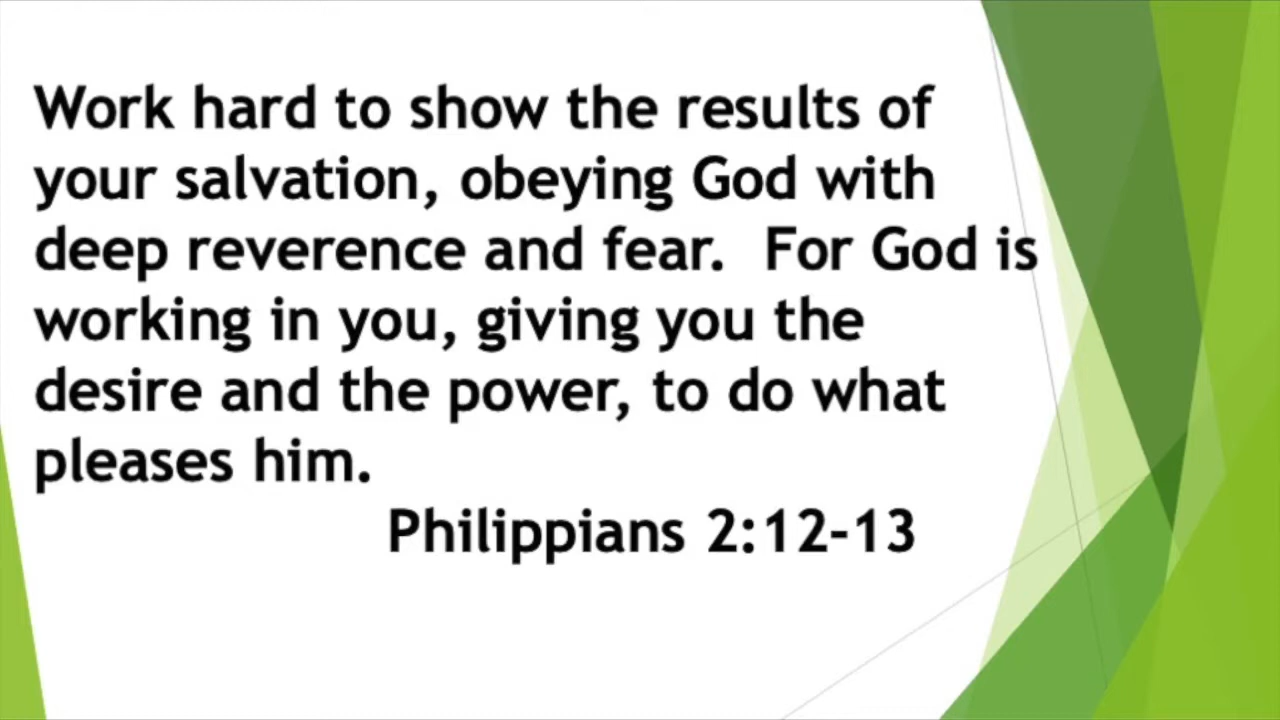 Work hard to show the results of
your salvation, obeying God with
deep reverence and fear.  For God is
working in you, giving you the
desire and the power, to do what
pleases him.
Philippians 2:12-13